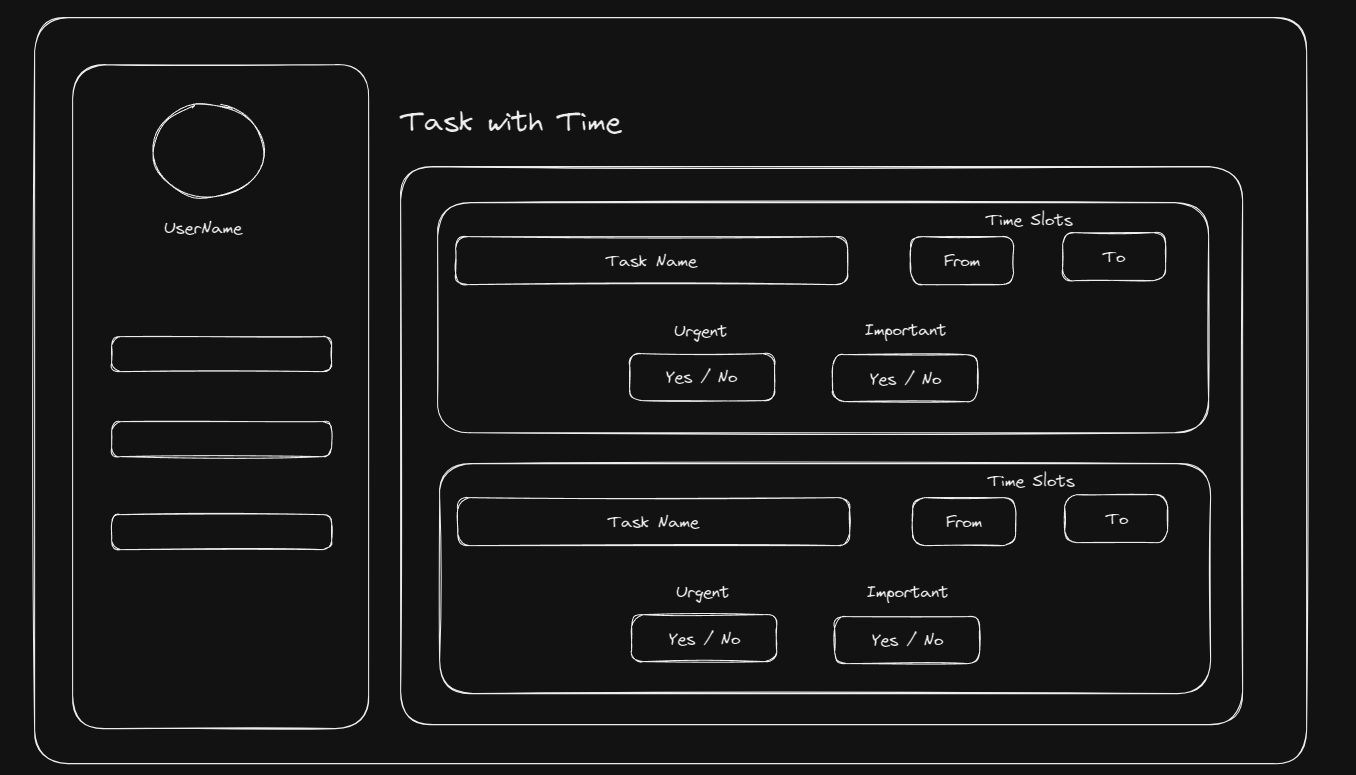 UserName
Task with Time
Time Slots
Task Name
From
To
Urgent
Important
Yes / No
Yes / No
Time Slots
Task Name
From
To
Urgent
Important
Yes / No
Yes / No